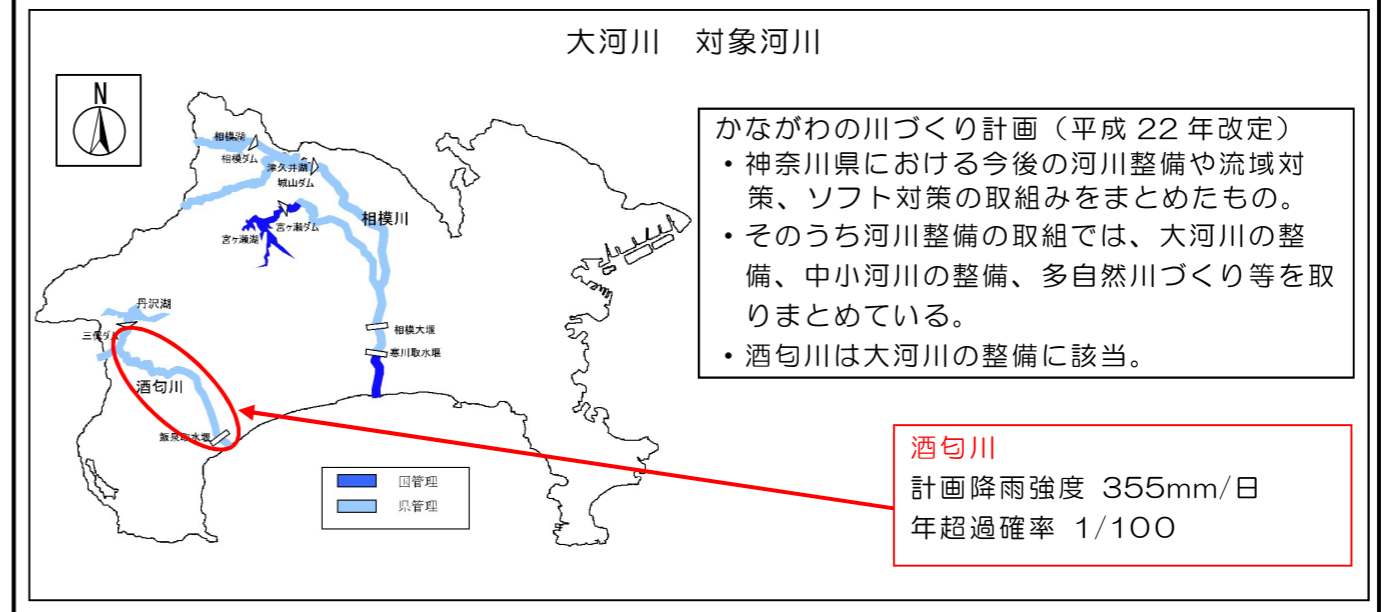 大河川　対象河川
N
相模湖
相模ダム
津久井湖
城山ダム
相模川
宮ヶ瀬ダム
宮ヶ瀬湖
丹沢湖
三保ダム
相模大堰
寒川取水堰
酒匂川
飯泉取水堰
国管理
県管理
かながわの川づくり計画（平成 22 年改定）
・神奈川県における今後の河川整備や流域対
策、ソフト対策の取組みをまとめたもの。
・そのうち河川整備の取組では、大河川の整
備、中小河川の整備、多自然川づくり等を取
りまとめている。
・酒匂川は大河川の整備に該当。
酒匂川
計画降雨強度 355mm/日
年超過確率 1/100